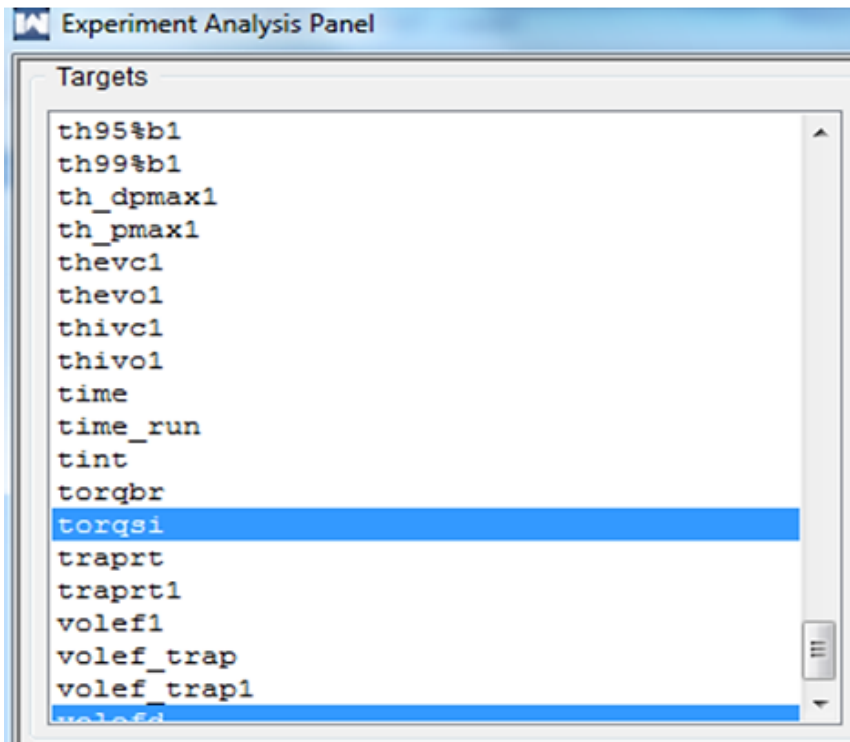 Experiment Analysis Panel
Targets
th95%b1
th99%b1
th_dpmax1
th_pmax1
thevc1
thevo1
thivc1
thivo1
time
time_run
tint
torqbr
torqsi
traprt
traprt1
volef1
volef_trap
volef_trap1
volefd